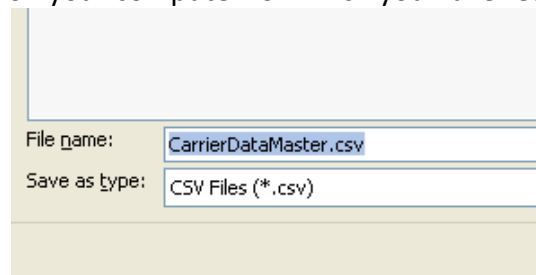 File name:
CarrierDataMaster.csv
Save as type:
CSV Files (*.csv)